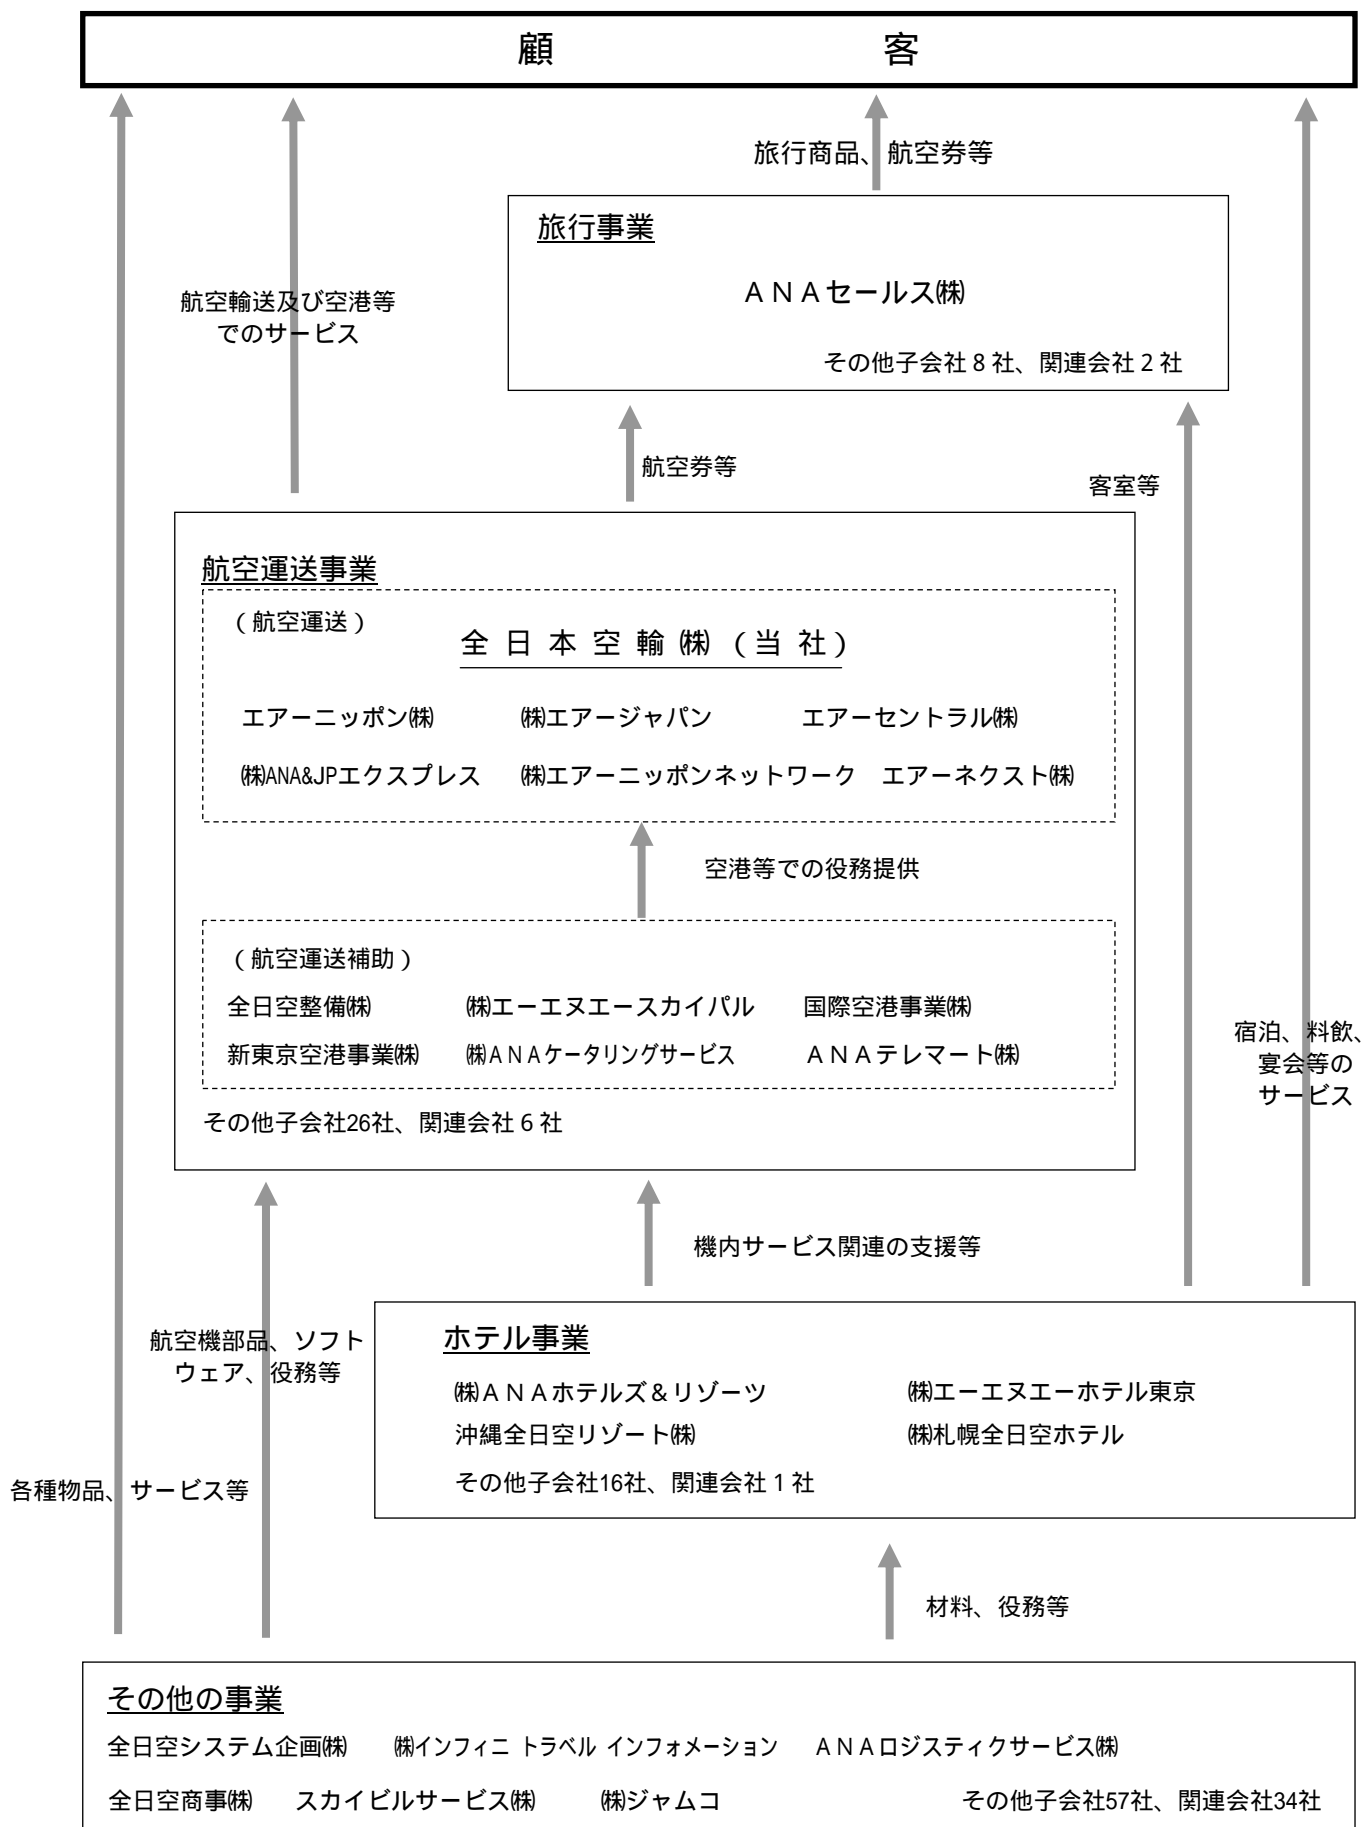 顧 客
旅行商品、航空券等
旅行事業
ＡＮＡセールス㈱
その他子会社８社、関連会社２社
航空輸送及び空港等
でのサービス
航空券等
客室等
航空運送事業
（航空運送）
全日本空輸㈱（当社）
エアーニッポン㈱ ㈱エアージャパン エアーセントラル㈱
㈱ANA&JPエクスプレス ㈱エアーニッポンネットワーク エアーネクスト㈱
空港等での役務提供
（航空運送補助）
全日空整備㈱ ㈱エーエヌエースカイパル 国際空港事業㈱
新東京空港事業㈱ ㈱ＡＮＡケータリングサービス ＡＮＡテレマート㈱
その他子会社26社、関連会社６社
宿泊、料飲、
宴会等の
サービス
機内サービス関連の支援等
航空機部品、ソフト
ウェア、役務等
ホテル事業
㈱ＡＮＡホテルズ＆リゾーツ ㈱エーエヌエーホテル東京
沖縄全日空リゾート㈱ ㈱札幌全日空ホテル
その他子会社16社、関連会社１社
各種物品、サービス等
材料、役務等
その他の事業
全日空システム企画㈱ ㈱インフィニ トラベル インフォメーション ＡＮＡロジスティクサービス㈱
全日空商事㈱ スカイビルサービス㈱ ㈱ジャムコ その他子会社57社、関連会社34社